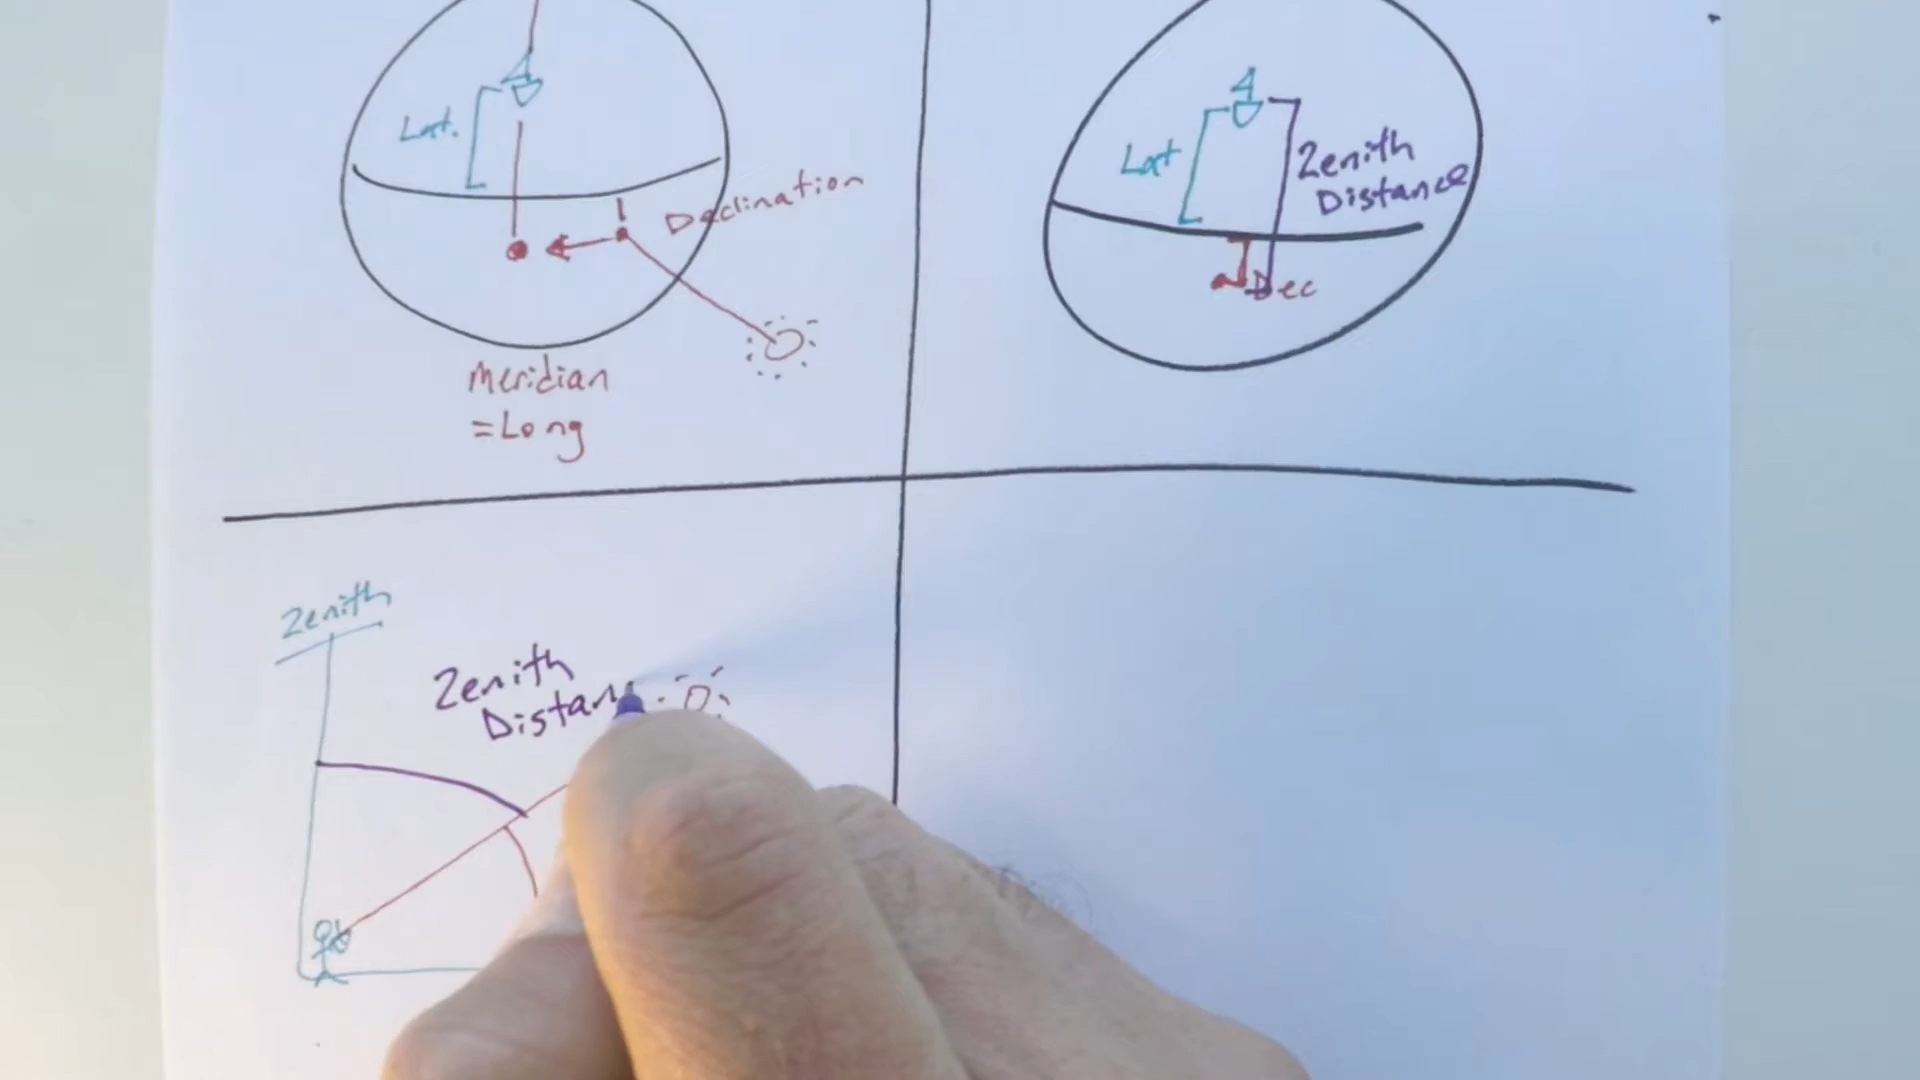 Lat.
Declination
Meridian
=Long
Lat
Zenith
Distance
Dec
Zenith
Zenith
Distan